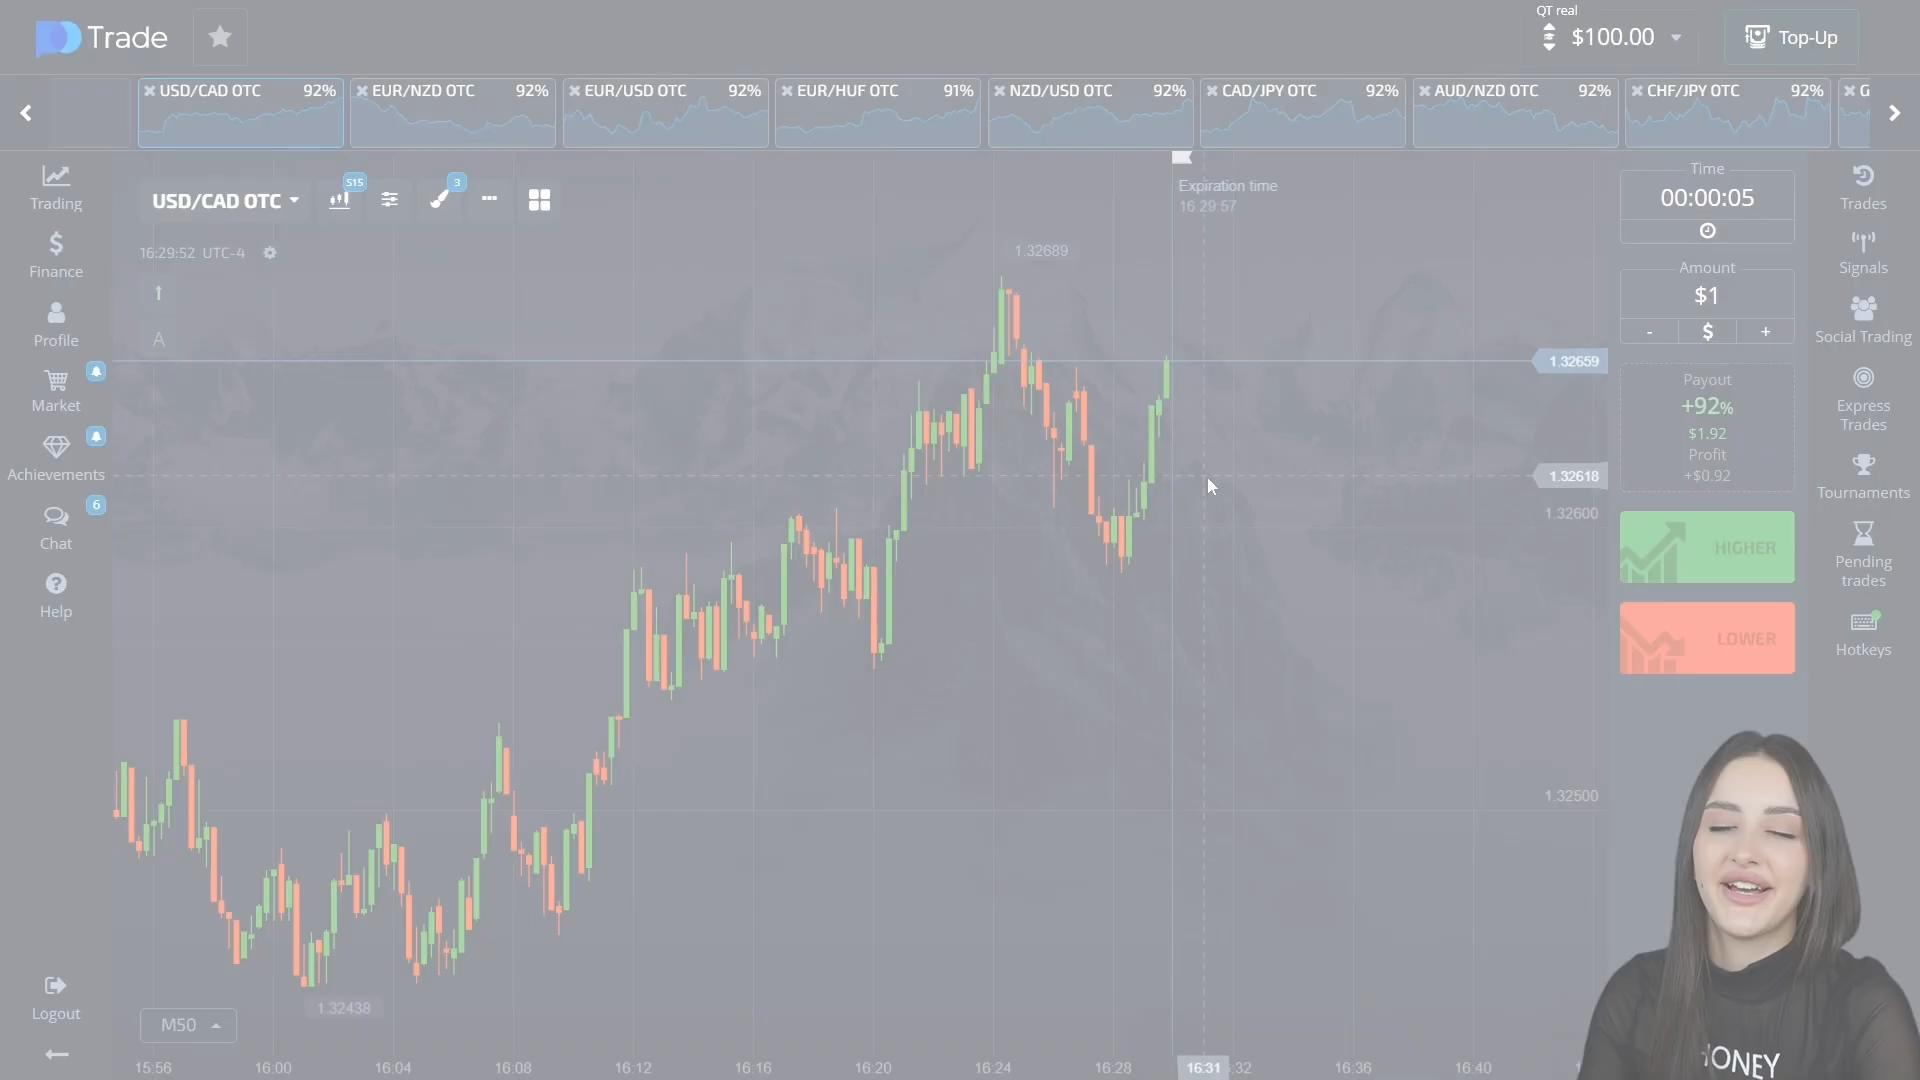 Trade
QT real
$100.00
Top-Up
USD/CAD OTC 92%
EUR/NZD OTC 92%
EUR/USD OTC 92%
EUR/HUF OTC 91%
NZD/USD OTC 92%
CAD/JPY OTC 92%
AUD/NZD OTC 92%
CHF/JPY OTC 92%
G
Trading
Finance
Profile
Market
Achievements
6
Chat
Help
Logout
USD/CAD OTC
S15
3
16:29:52 UTC-4
A
Expiration time
16:29:57
1.32689
1.32659
1.32618
1.32600
1.32500
1.32438
M50
15:56 16:00 16:04 16:08 16:12 16:16 16:20 16:24 16:28 16:31 :32 16:36 16:40
Time
00:00:05
Amount
$1
- $ +
Payout
+92%
$1.92
Profit
+$0.92
HIGHER
LOWER
Trades
Signals
Social Trading
Express
Trades
Tournaments
Pending
trades
Hotkeys